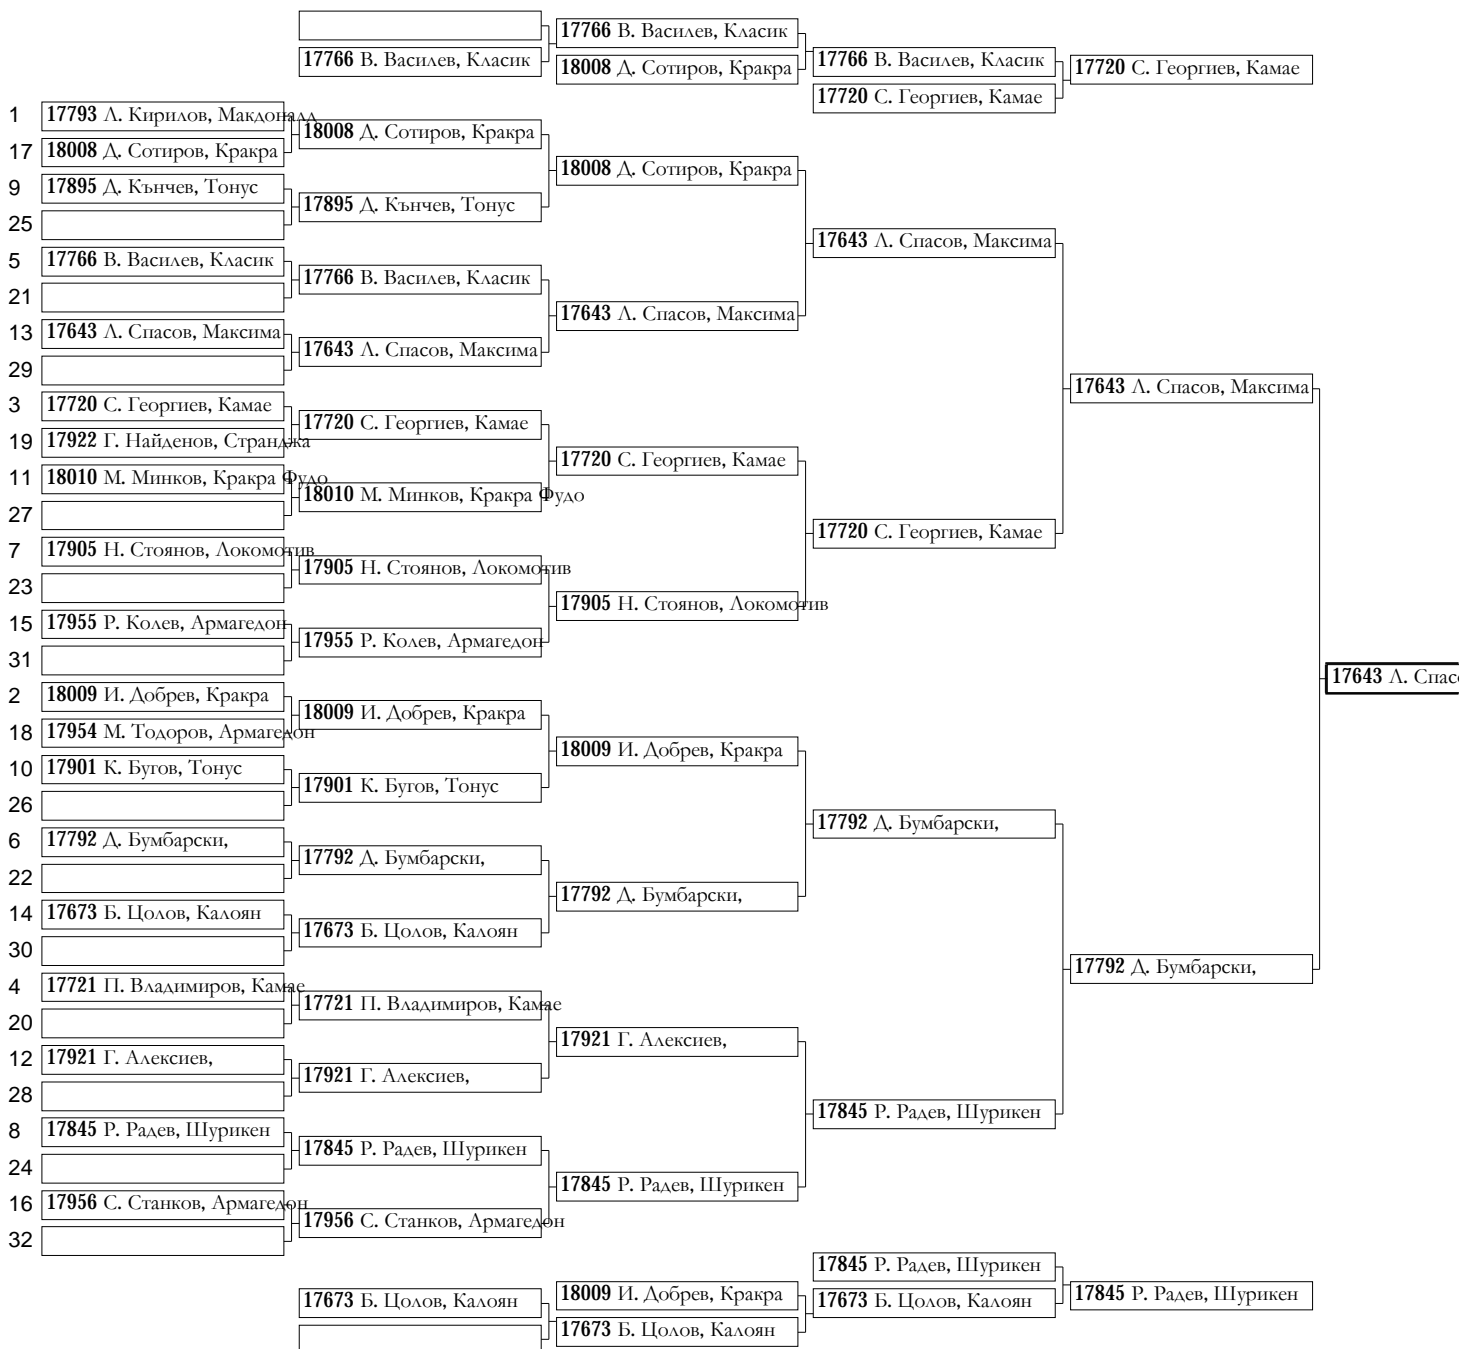 17766 В. Василев, Класик
17766 В. Василев, Класик
18008 Д. Сотиров, Кракра
17766 В. Василев, Класик
17720 С. Георгиев, Камае
17720 С. Георгиев, Камае
1 17793 Л. Кирилов, Макдоналд
17 18008 Д. Сотиров, Кракра
9 17895 Д. Кънчев, Тонус
25
5 17766 В. Василев, Класик
21
13 17643 Л. Спасов, Максима
29
3 17720 С. Георгиев, Камае
19 17922 Г. Найденов, Странджа
11 18010 М. Минков, Кракра Фудо
27
7 17905 Н. Стоянов, Локомотив
23
15 17955 Р. Колев, Армагедон
31
2 18009 И. Добрев, Кракра
18 17954 М. Тодоров, Армагедон
10 17901 К. Бугов, Тонус
26
6 17792 Д. Бумбарски,
22
14 17673 Б. Цолов, Калоян
30
4 17721 П. Владимиров, Камае
20
12 17921 Г. Алексиев,
28
8 17845 Р. Радев, Шурикен
24
16 17956 С. Станков, Армагедон
32
18008 Д. Сотиров, Кракра
17895 Д. Кънчев, Тонус
17766 В. Василев, Класик
17643 Л. Спасов, Максима
17720 С. Георгиев, Камае
18010 М. Минков, Кракра Фудо
17905 Н. Стоянов, Локомотив
17955 Р. Колев, Армагедон
18009 И. Добрев, Кракра
17901 К. Бугов, Тонус
17792 Д. Бумбарски,
17673 Б. Цолов, Калоян
17721 П. Владимиров, Камае
17921 Г. Алексиев,
17845 Р. Радев, Шурикен
17956 С. Станков, Армагедон
18008 Д. Сотиров, Кракра
17643 Л. Спасов, Максима
17720 С. Георгиев, Камае
17905 Н. Стоянов, Локомотив
18009 И. Добрев, Кракра
17792 Д. Бумбарски,
17921 Г. Алексиев,
17845 Р. Радев, Шурикен
17643 Л. Спасов, Максима
17720 С. Георгиев, Камае
17792 Д. Бумбарски,
17845 Р. Радев, Шурикен
17643 Л. Спасов, Максима
17792 Д. Бумбарски,
17643 Л.
17673 Б. Цолов, Калоян
18009 И. Добрев, Кракра
17673 Б. Цолов, Калоян
17845 Р. Радев, Шурикен
17673 Б. Цолов, Калоян
17845 Р. Радев, Шурикен